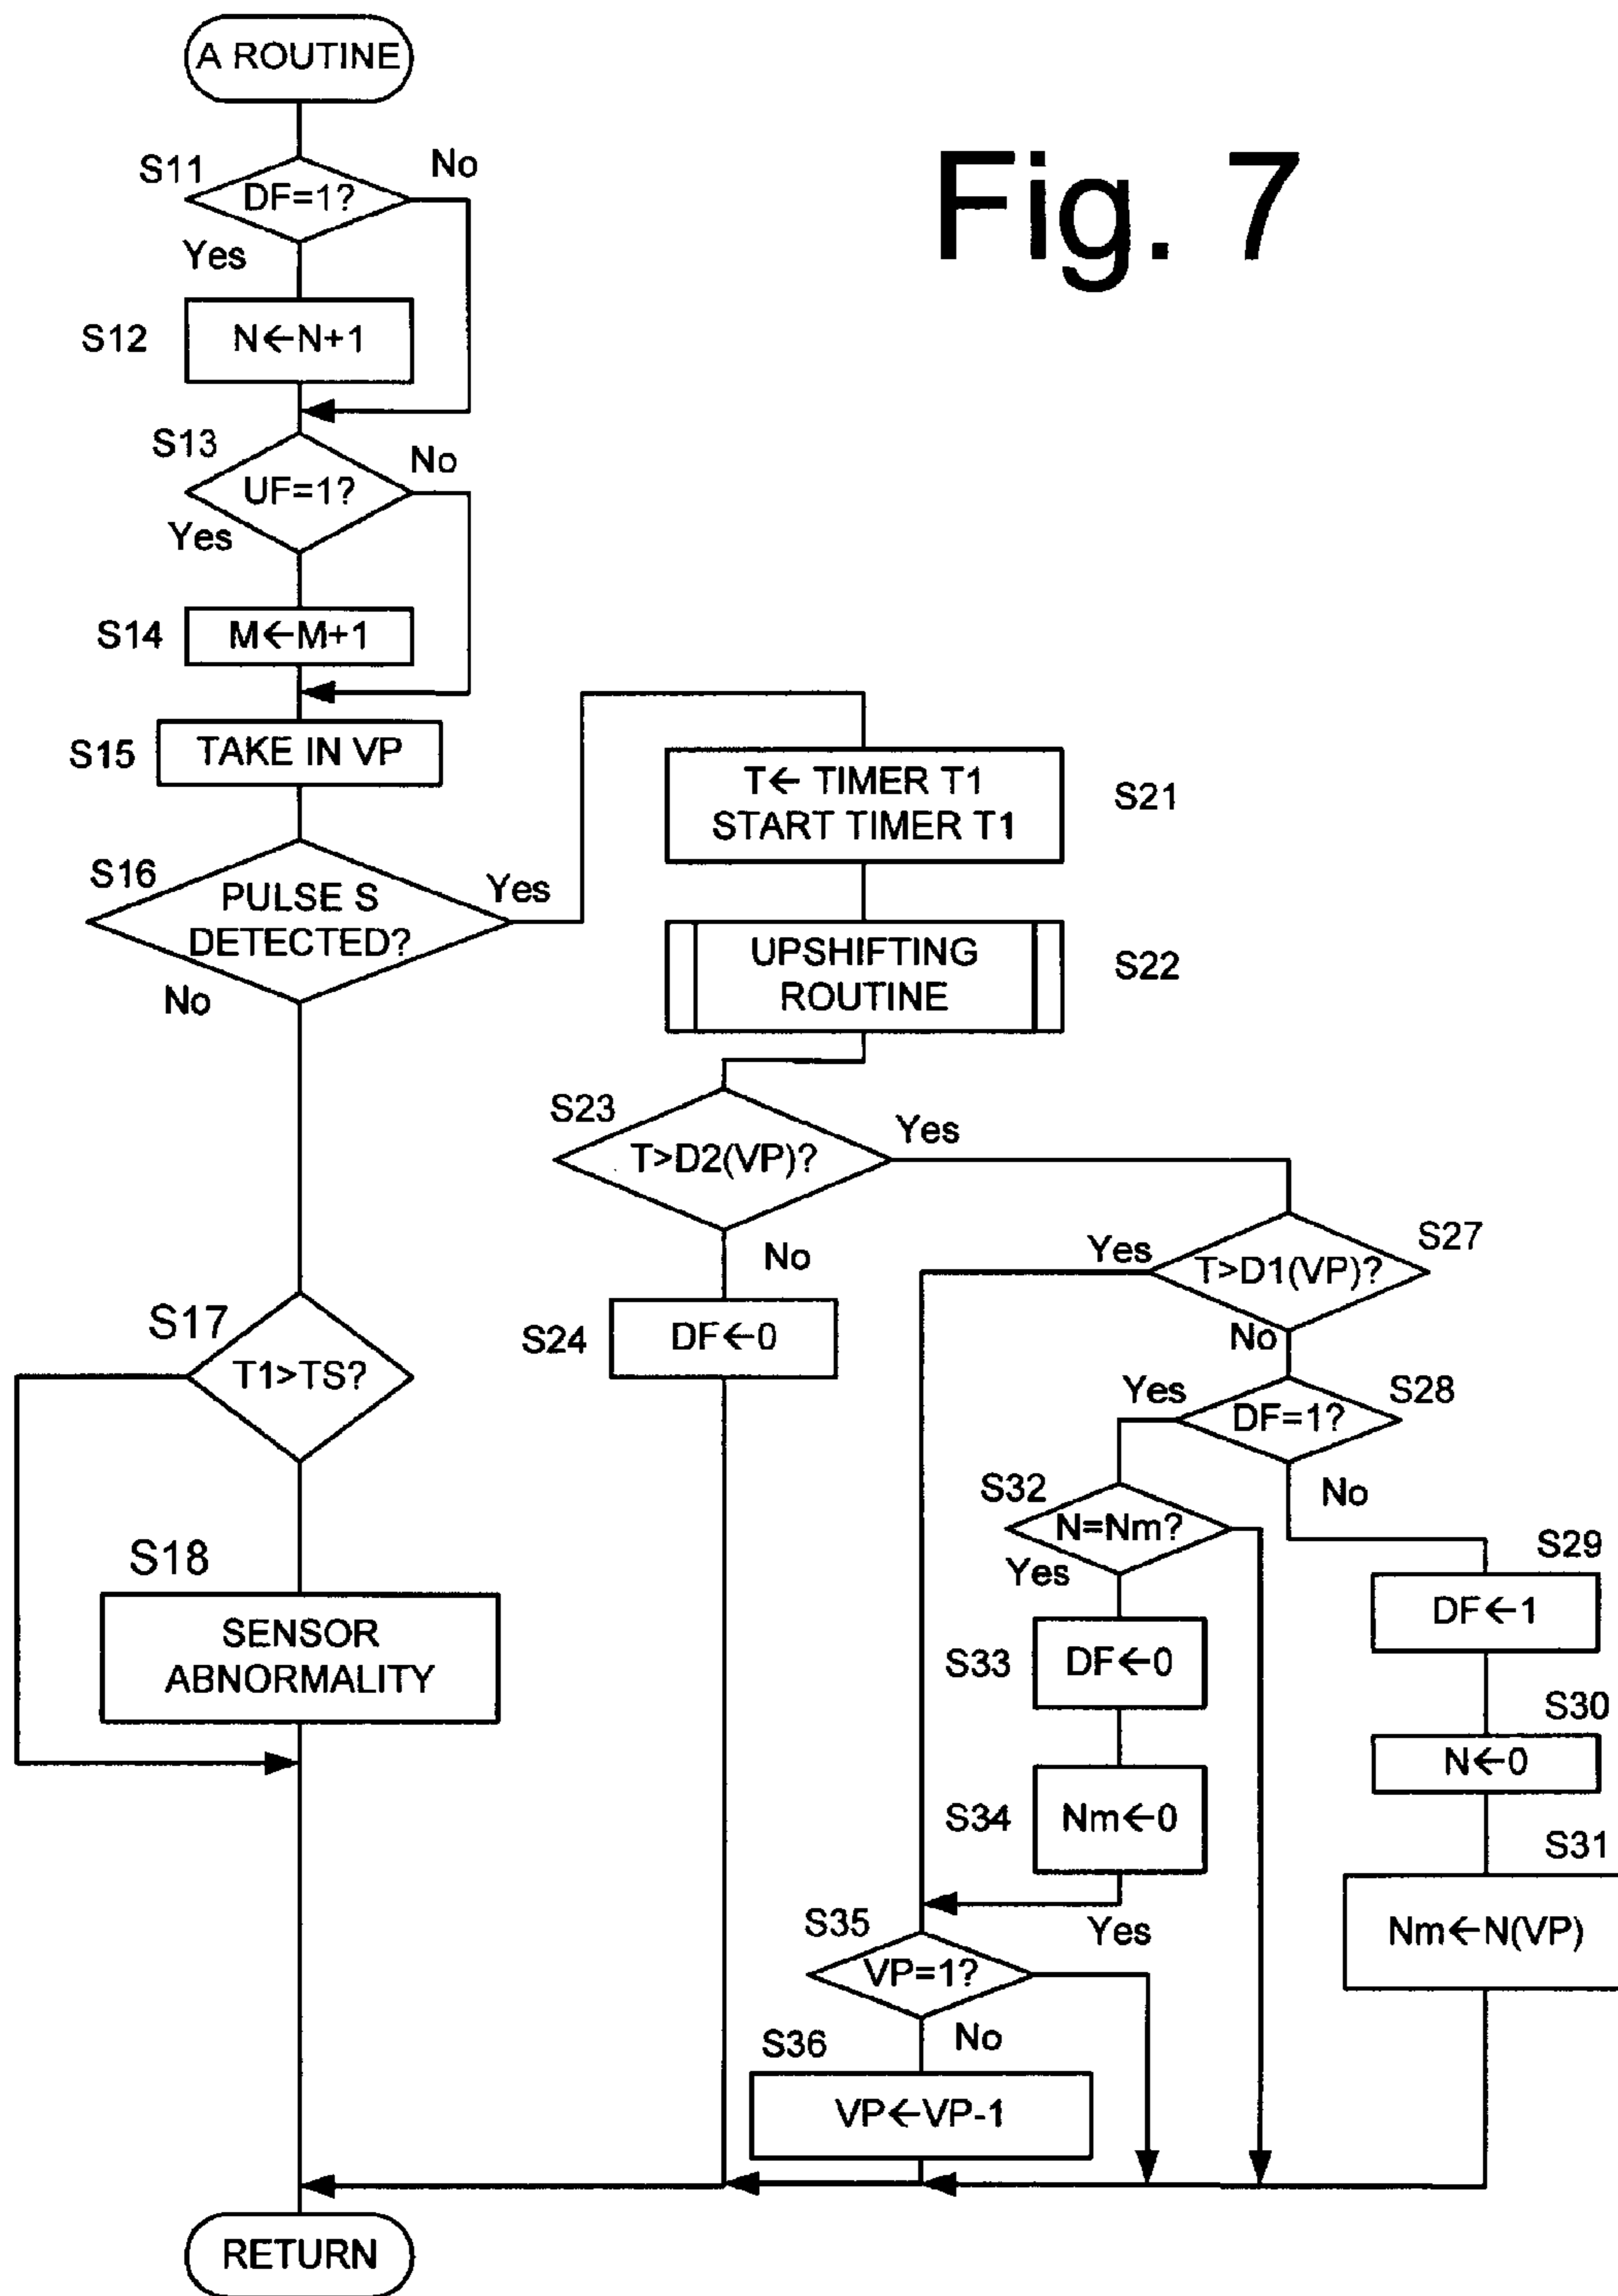 Fig. 7
A ROUTINE
S11
DF=1?
No
Yes
S12
N←N+1
S13
UF=1?
No
Yes
S14
M←M+1
S15
TAKE IN VP
S16
PULSE S
DETECTED?
Yes
No
S17
T1>TS?
S18
SENSOR
ABNORMALITY
T← TIMER T1
START TIMER T1
S21
UPSHIFTING
ROUTINE
S22
S23
T>D2(VP)?
Yes
No
S24
DF←0
S27
T>D1(VP)?
Yes
No
S28
DF=1?
Yes
No
S29
DF←1
S30
N←0
S31
Nm←N(VP)
S32
N=Nm?
Yes
S33
DF←0
S34
Nm←0
S35
VP=1?
Yes
No
S36
VP←VP-1
RETURN